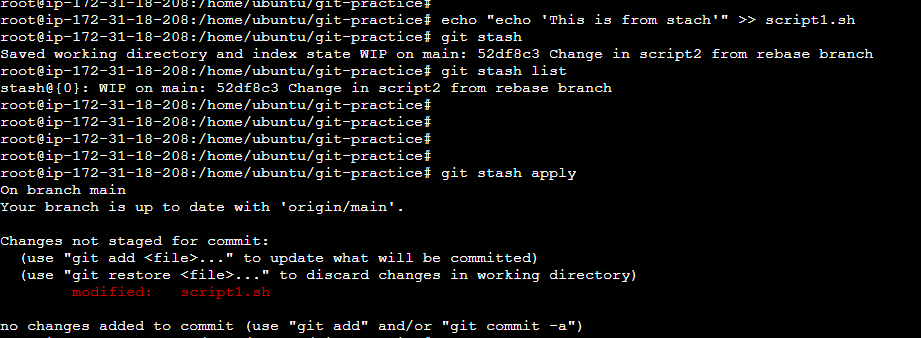 root@ip-172-31-18-208:/home/ubuntu/git-practice#
root@ip-172-31-18-208:/home/ubuntu/git-practice# echo "echo 'This is from stach'" >> script1.sh
root@ip-172-31-18-208:/home/ubuntu/git-practice# git stash
Saved working directory and index state WIP on main: 52df8c3 Change in script2 from rebase branch
root@ip-172-31-18-208:/home/ubuntu/git-practice# git stash list
stash@{0}: WIP on main: 52df8c3 Change in script2 from rebase branch
root@ip-172-31-18-208:/home/ubuntu/git-practice#
root@ip-172-31-18-208:/home/ubuntu/git-practice#
root@ip-172-31-18-208:/home/ubuntu/git-practice#
root@ip-172-31-18-208:/home/ubuntu/git-practice#
root@ip-172-31-18-208:/home/ubuntu/git-practice# git stash apply
On branch main
Your branch is up to date with 'origin/main'.
Changes not staged for commit:
  (use "git add <file>..." to update what will be committed)
  (use "git restore <file>..." to discard changes in working directory)
        modified:   script1.sh
no changes added to commit (use "git add" and/or "git commit -a")